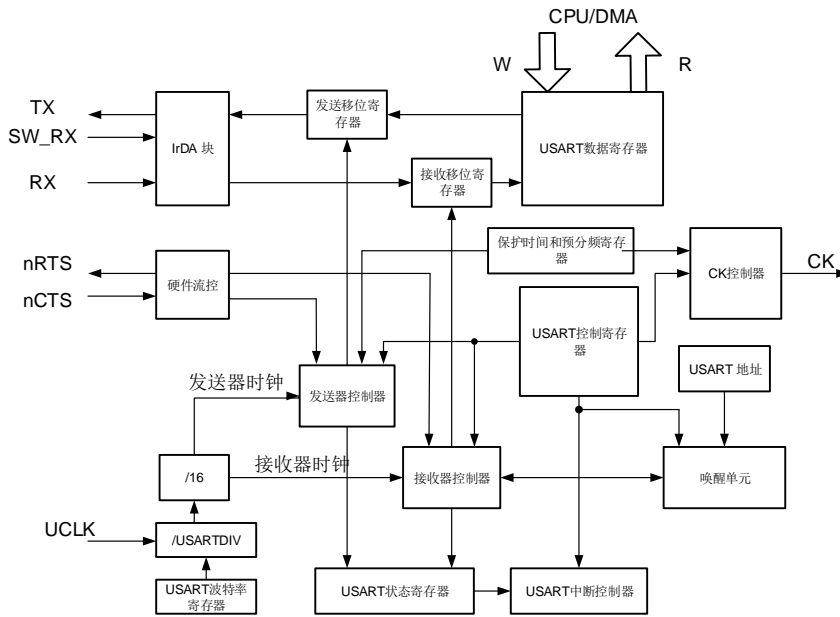 CPU/DMA
W
R
TX
SW_RX
RX
IrDA 块
发送移位寄
存器
接收移位寄
存器
USART数据寄存器
nRTS
nCTS
硬件流控
保护时间和预分频寄存
器
CK控制器
CK
USART控制寄存
器
USART 地址
发送器时钟
发送器控制器
接收器时钟
接收器控制器
唤醒单元
/16
UCLK
/USARTDIV
USART波特率
寄存器
USART状态寄存器
USART中断控制器